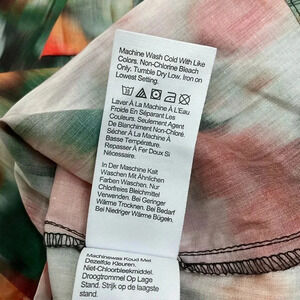 Machine Wash Cold With Like
Colors. Non-Chlorine Bleach
Only. Tumble Dry Low. Iron on
Lowest Setting.
Laver À La Machine À L'Eau
Froide En Séparant Avec Les
Couleurs. Seulement Agent
De Blanchiment Non-Chloré.
Sécher À La Machine À
Basse Température.
Repasser À Fer Doux Si
Nécessaire
In Der Maschine Kalt
Waschen Mit Ähnlichen
Farben. Nur
Chlorfreies Bleichmittel
Verwenden. Bei Geringer
Wärme Trocknen. Bei Bedarf
Bei Niedriger Wärme Bügeln.
Machinewas Koud Met
Dezelfde Kleuren.
Niet-Chloorbleekmiddel.
Droogtrommel Op Lage
Stand. Strijk op de laagste
stand.